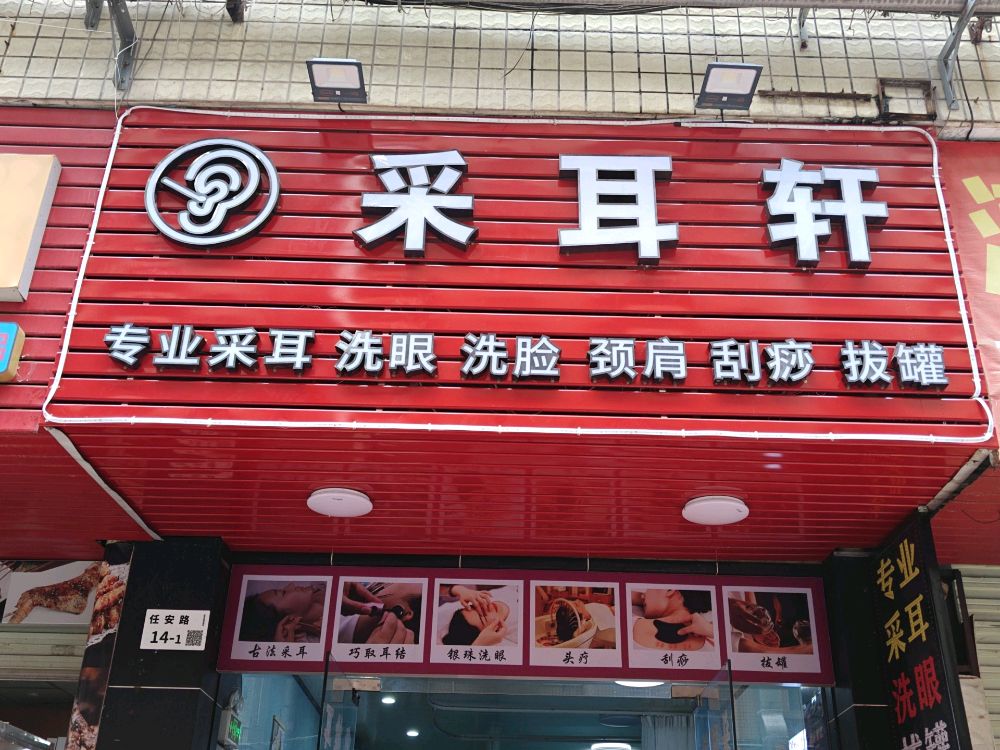 采耳轩
专业采耳 洗眼 洗脸 颈肩 刮痧 拔罐
古法采耳 巧取耳结 银珠洗眼 头疗 刮痧 拔罐
任安路
14-1
专业
采耳
洗眼
拔罐